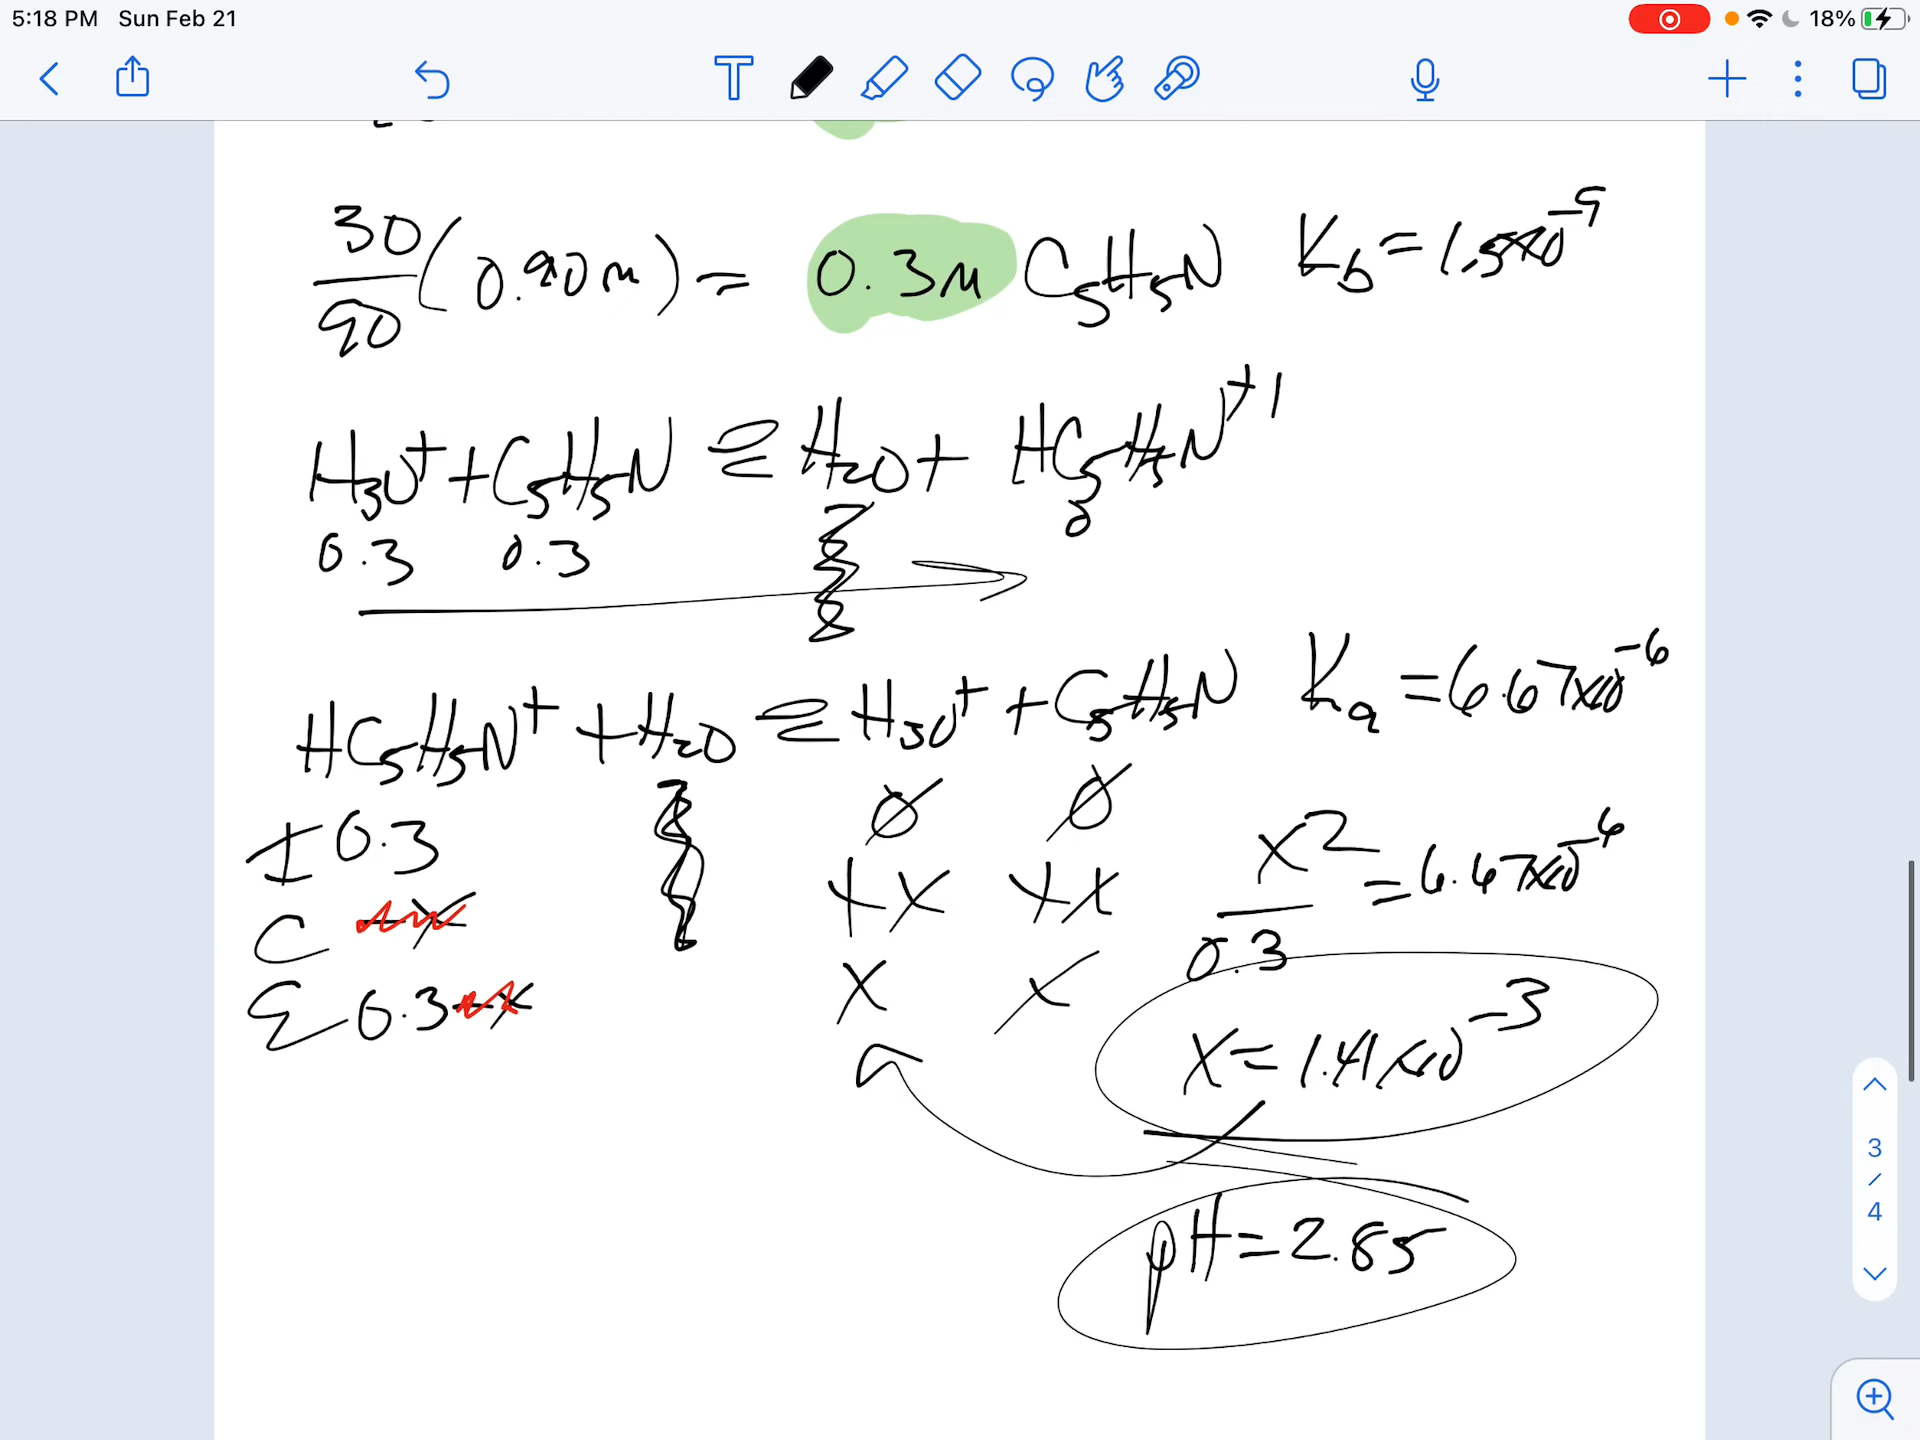 5:18 PM Sun Feb 21 18%
T
30/90 (0.90 M) = 0.3M C₅H₅N Kb = 1.5x10⁻⁹
H₃O⁺ + C₅H₅N ⇌ H₂O + HC₅H₅N⁺¹
0.3 0.3 0
HC₅H₅N⁺ + H₂O ⇌ H₃O⁺ + C₅H₅N Ka = 6.67x10⁻⁶
I 0.3 0 0
x²/0.3 = 6.67x10⁻⁶
C -x +x +x
E 0.3-x x x
x = 1.41x10⁻³
pH = 2.85
3
/
4